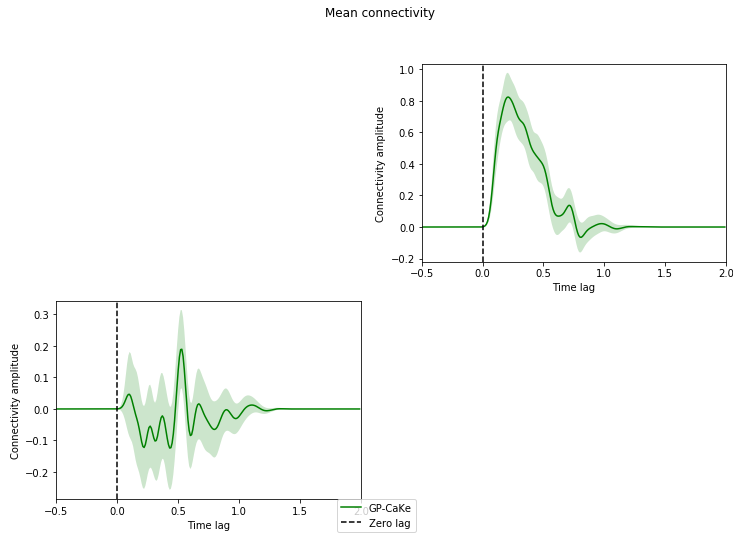 Mean connectivity
1.0
0.8
0.6
0.4
0.2
0.0
−0.2
Connectivity amplitude
−0.5 0.0 0.5 1.0 1.5 2.0
Time lag
0.3
0.2
0.1
0.0
−0.1
−0.2
Connectivity amplitude
−0.5 0.0 0.5 1.0 1.5 2.0
Time lag
GP-CaKe
Zero lag